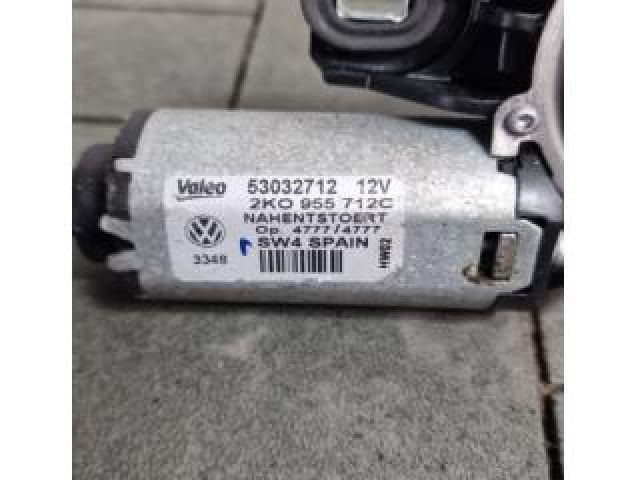 Valeo 53032712 12V
2K0 955 712C
NAHENTSTOERT
Op. 4777/4777
SW4 SPAIN
3348
HW02